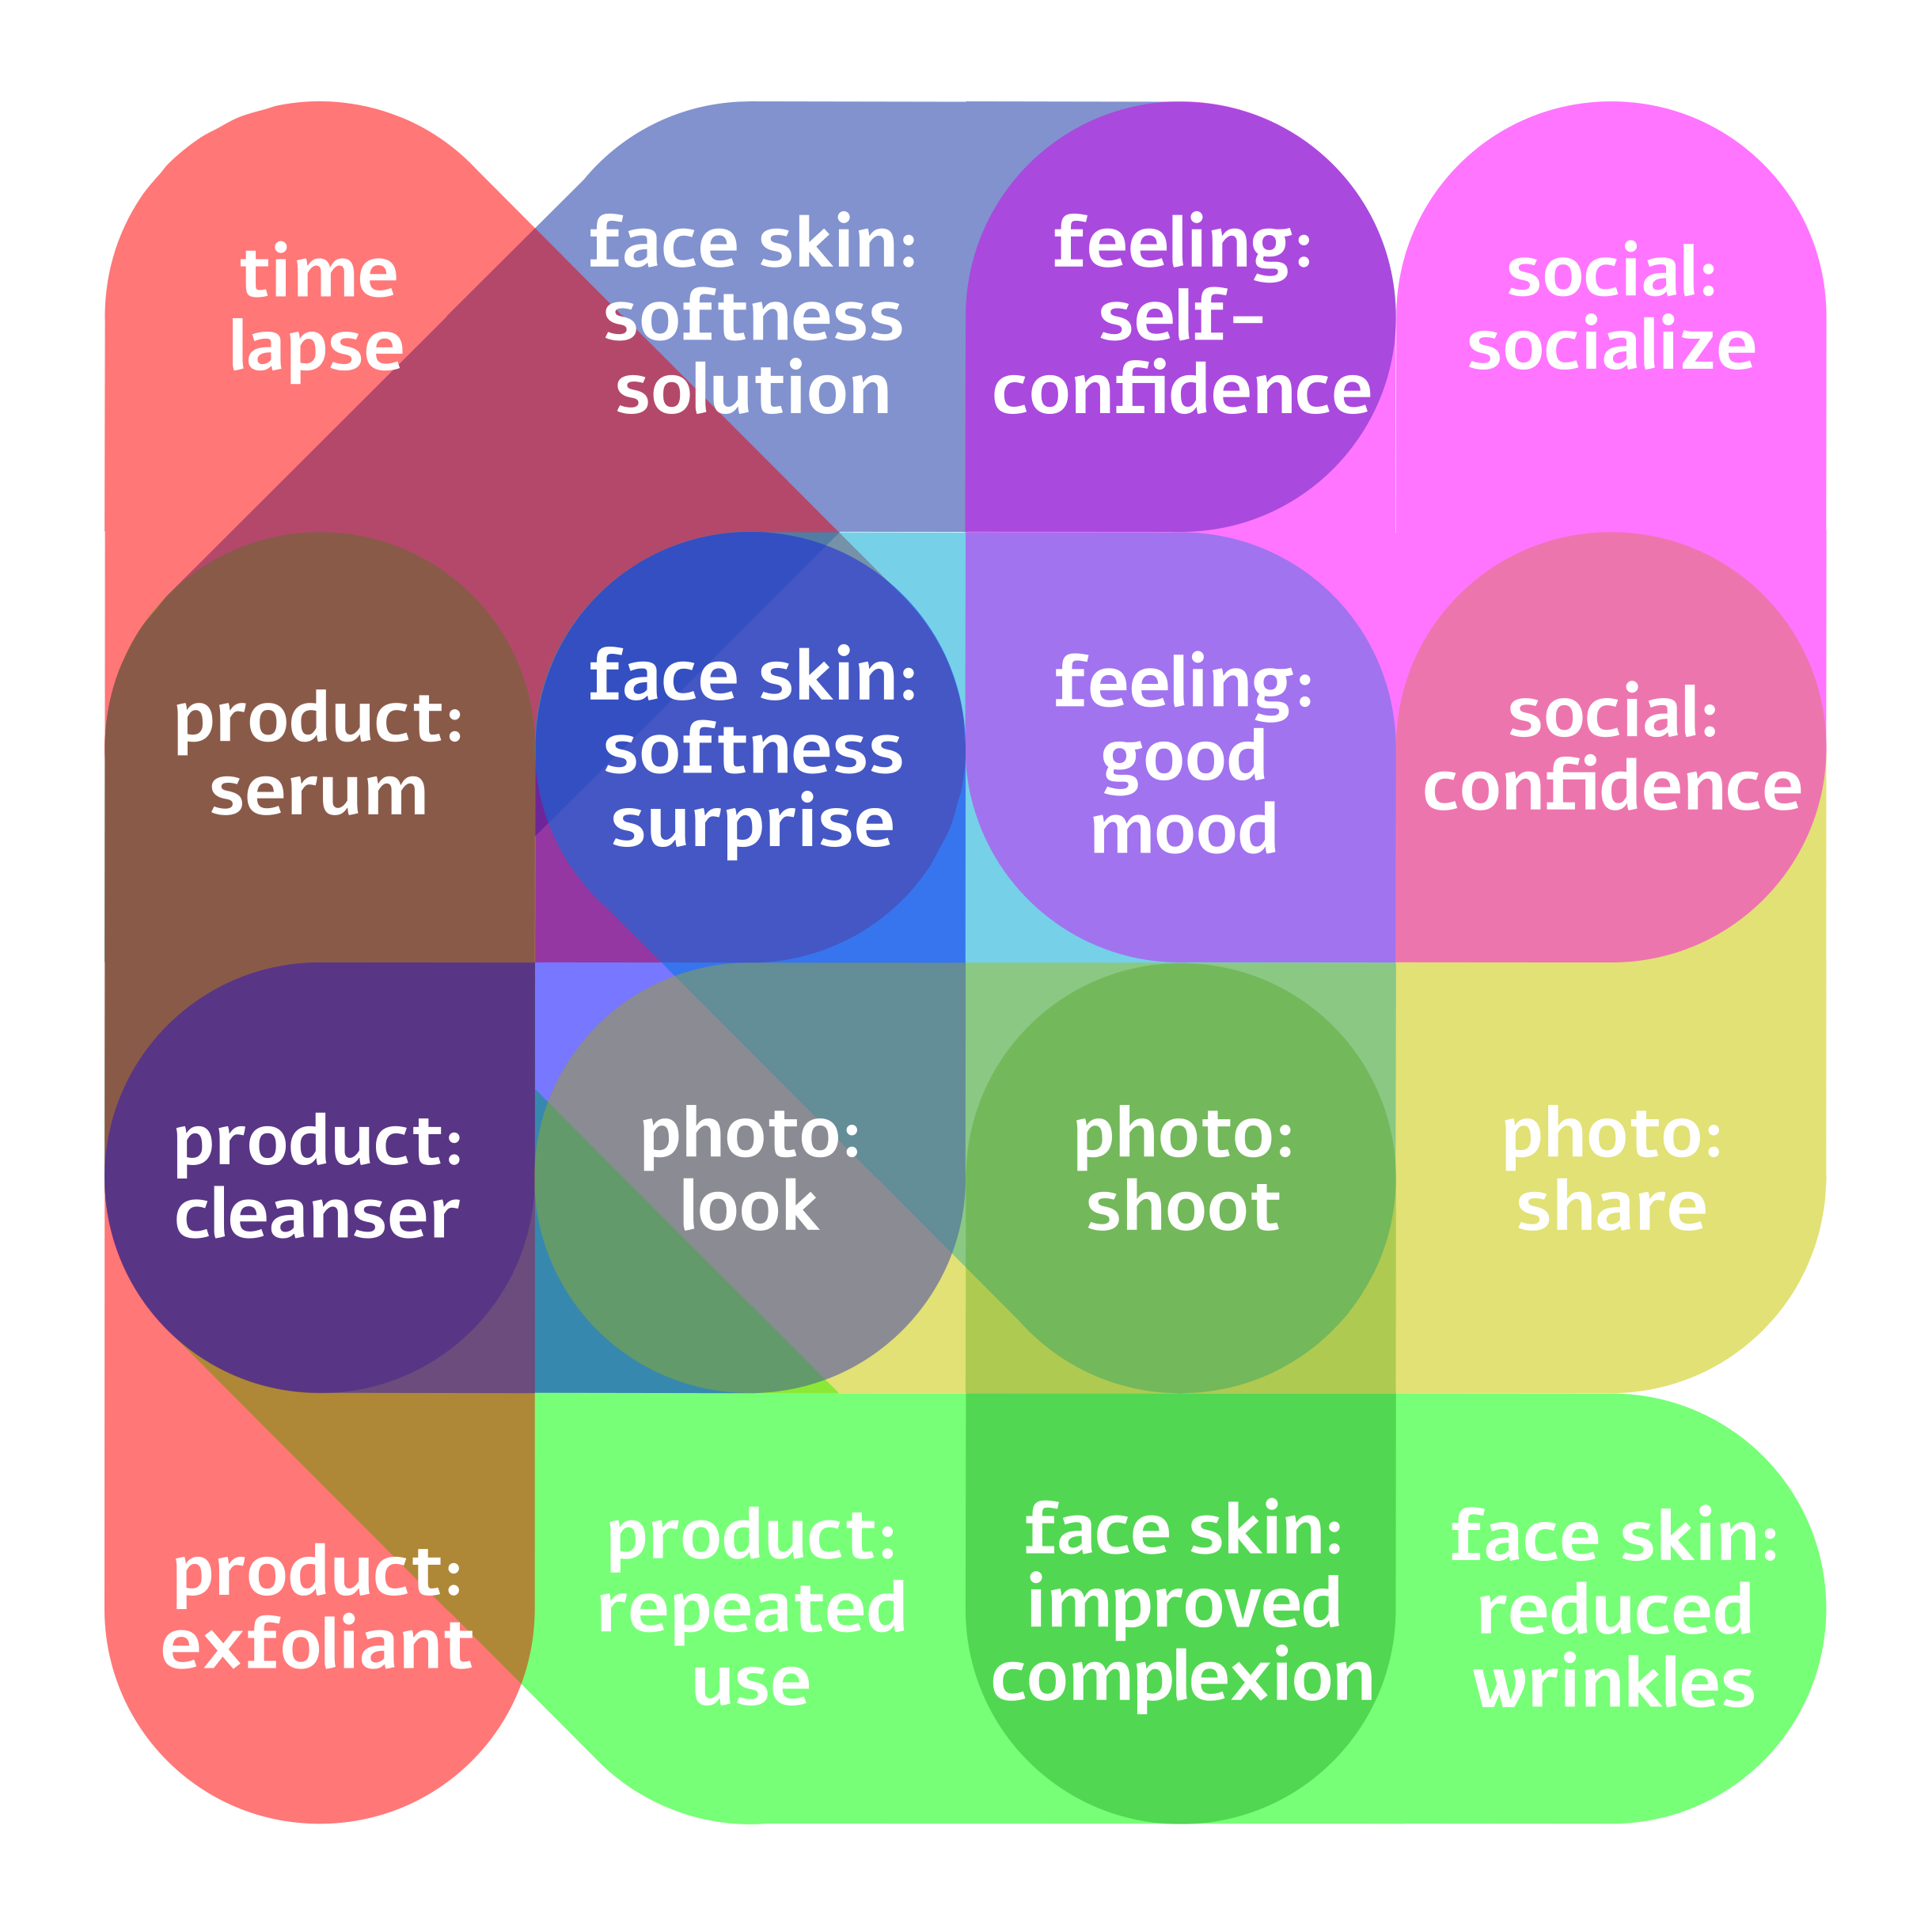 time
lapse
face skin:
softness
solution
feeling:
self-
confidence
social:
socialize
product:
serum
face skin:
softness
surprise
feeling:
good
mood
social:
confidence
product:
cleanser
photo:
look
photo:
shoot
photo:
share
product:
exfoliant
product:
repeated
use
face skin:
improved
complexion
face skin:
reduced
wrinkles